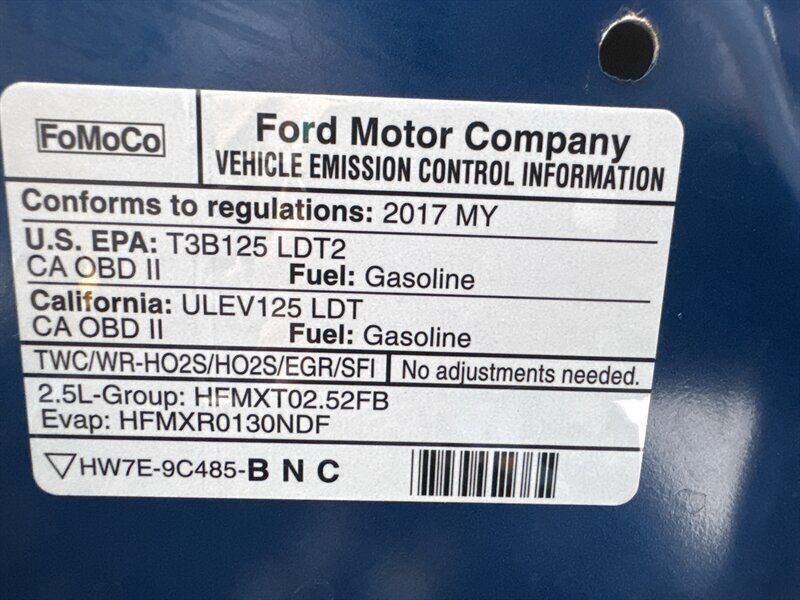 FoMoCo
Ford Motor Company
VEHICLE EMISSION CONTROL INFORMATION
Conforms to regulations: 2017 MY
U.S. EPA: T3B125 LDT2
CA OBD II Fuel: Gasoline
California: ULEV125 LDT
CA OBD II Fuel: Gasoline
TWC/WR-HO2S/HO2S/EGR/SFI No adjustments needed.
2.5L-Group: HFMXT02.52FB
Evap: HFMXR0130NDF
▽HW7E-9C485-B N C